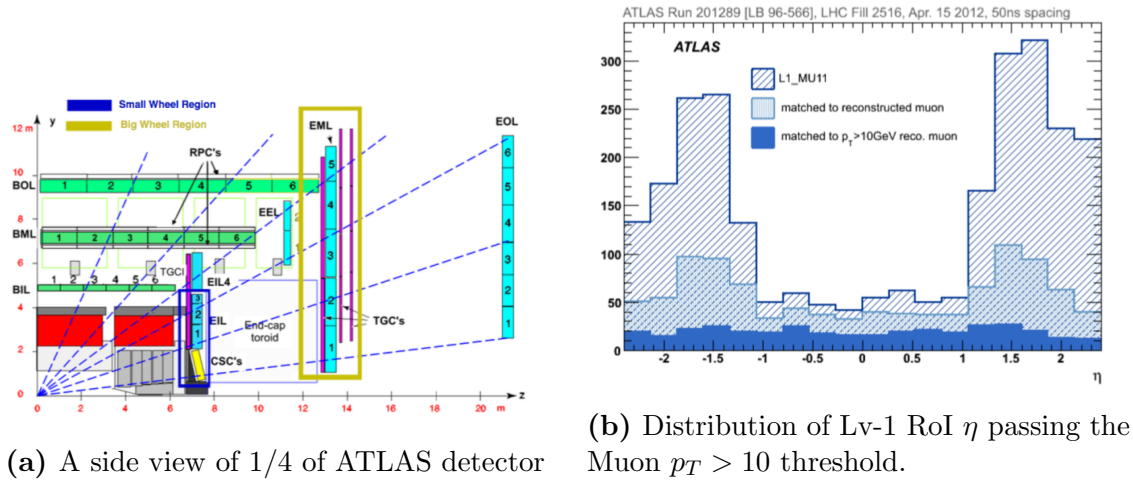 Small Wheel Region
Big Wheel Region
12 m
y
EML
EOL
RPC's
BOL
1 2 3 4 5 6
10
8
EEL
2
1
BML
1 2 3 4 5 6
6
TGCI
EIL4
BIL
1 2 3 4 5 6
4
EIL
3
2
1
End-cap
toroid
TGC's
CSC's
2
0
5
4
3
2
1
6
5
4
3
2
1
0 2 4 6 8 10 12 14 16 18 20 m
z
(a) A side view of 1/4 of ATLAS detector
ATLAS Run 201289 [LB 96-566], LHC Fill 2516, Apr. 15 2012, 50ns spacing
ATLAS
L1_MU11
matched to reconstructed muon
matched to pT>10GeV reco. muon
300
250
200
150
100
50
0
-2 -1.5 -1 -0.5 0 0.5 1 1.5 2
η
(b) Distribution of Lv-1 RoI η passing the
Muon pT > 10 threshold.